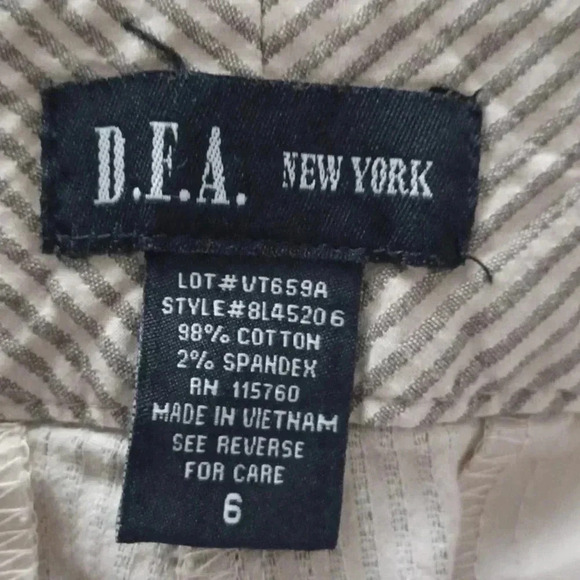 D.F.A. NEW YORK
LOT#VT659A
STYLE#8L45206
98% COTTON
2% SPANDEX
RN 115760
MADE IN VIETNAM
SEE REVERSE
FOR CARE
6